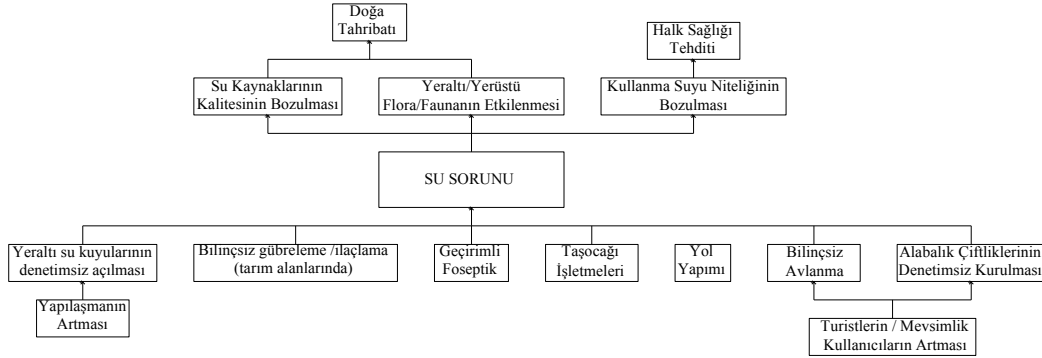 Doğa
Tahribatı
Halk Sağlığı
Tehditi
Su Kaynaklarının
Kalitesinin Bozulması
Yeraltı/Yerüstü
Flora/Faunanın Etkilenmesi
Kullanma Suyu Niteliğinin
Bozulması
SU SORUNU
Yeraltı su kuyularının
denetimsiz açılması
Bilinçsiz gübreleme /ilaçlama
(tarım alanlarında)
Geçirimli
Foseptik
Taşocağı
İşletmeleri
Yol
Yapımı
Bilinçsiz
Avlanma
Alabalık Çiftliklerinin
Denetimsiz Kurulması
Yapılaşmanın
Artması
Turistlerin / Mevsimlik
Kullanıcıların Artması